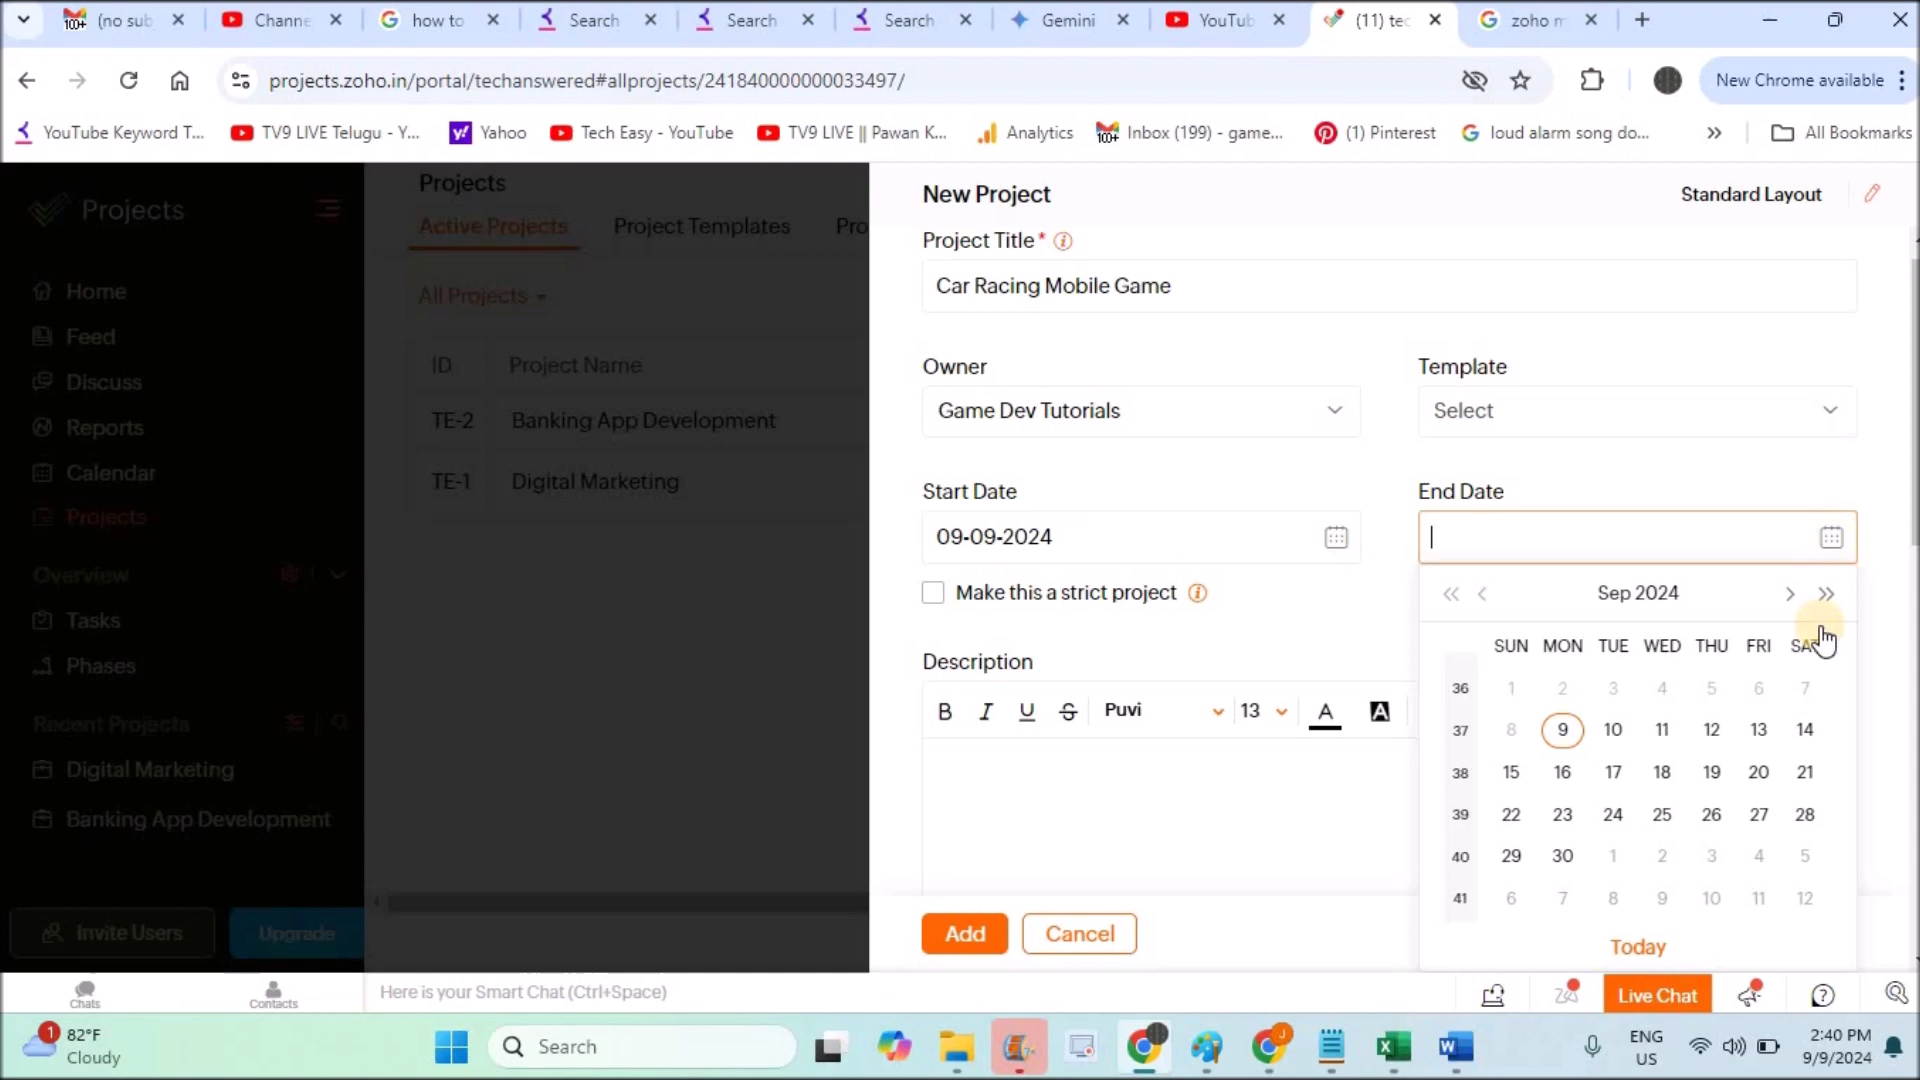 (no sub
Channe
how to
Search
Search
Search
Gemini
YouTub
(11) tec
zoho m
projects.zoho.in/portal/techanswered#allprojects/241840000000033497/
New Chrome available
YouTube Keyword T...
TV9 LIVE Telugu - Y...
Yahoo
Tech Easy - YouTube
TV9 LIVE || Pawan K...
Analytics
Inbox (199) - game...
(1) Pinterest
loud alarm song do...
All Bookmarks
Projects
Home
Feed
Discuss
Reports
Calendar
Projects
Overview
Tasks
Phases
Recent Projects
Digital Marketing
Banking App Development
Invite Users
Upgrade
Projects
Active Projects
Project Templates
Pro
All Projects
ID Project Name
TE-2 Banking App Development
TE-1 Digital Marketing
New Project
Standard Layout
Project Title *
Car Racing Mobile Game
Owner
Game Dev Tutorials
Template
Select
Start Date
09-09-2024
End Date
Make this a strict project
Description
B I U S Puvi 13 A A
Sep 2024
SUN MON TUE WED THU FRI SAT
36 1 2 3 4 5 6 7
37 8 9 10 11 12 13 14
38 15 16 17 18 19 20 21
39 22 23 24 25 26 27 28
40 29 30 1 2 3 4 5
41 6 7 8 9 10 11 12
Today
Add
Cancel
Chats
Contacts
Here is your Smart Chat (Ctrl+Space)
Live Chat
1
82°F
Cloudy
Search
ENG
US
2:40 PM
9/9/2024